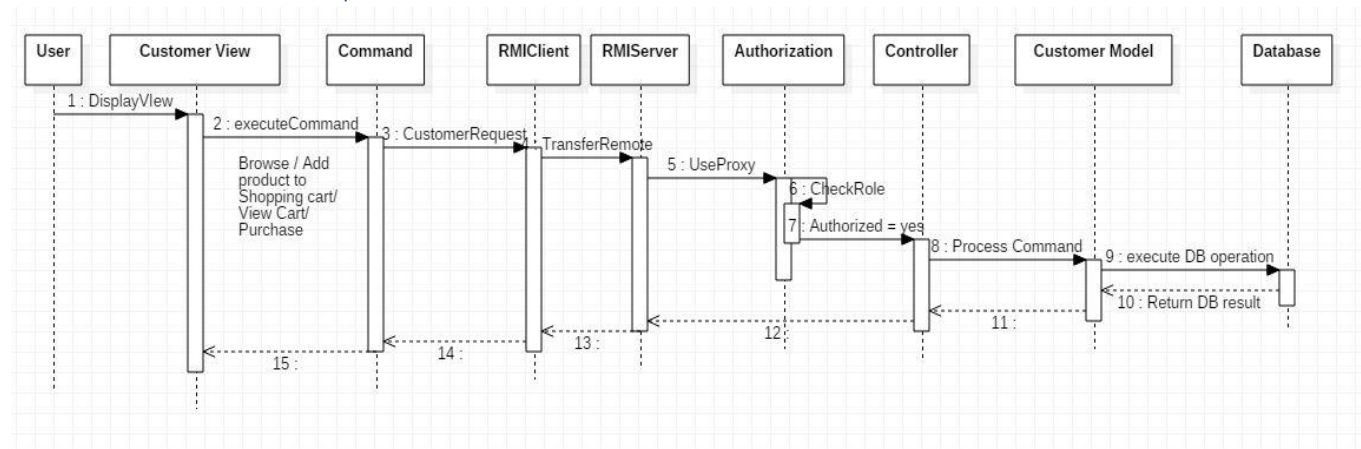 User
Customer View
Command
RMIClient
RMIServer
Authorization
Controller
Customer Model
Database
1 : DisplayVIew
2 : executeCommand
3 : CustomerRequest
TransferRemote
5 : UseProxy
6 : CheckRole
7 : Authorized = yes
8 : Process Command
9 : execute DB operation
10 : Return DB result
11 :
12 :
13 :
14 :
15 :
Browse / Add
product to
Shopping cart/
View Cart/
Purchase